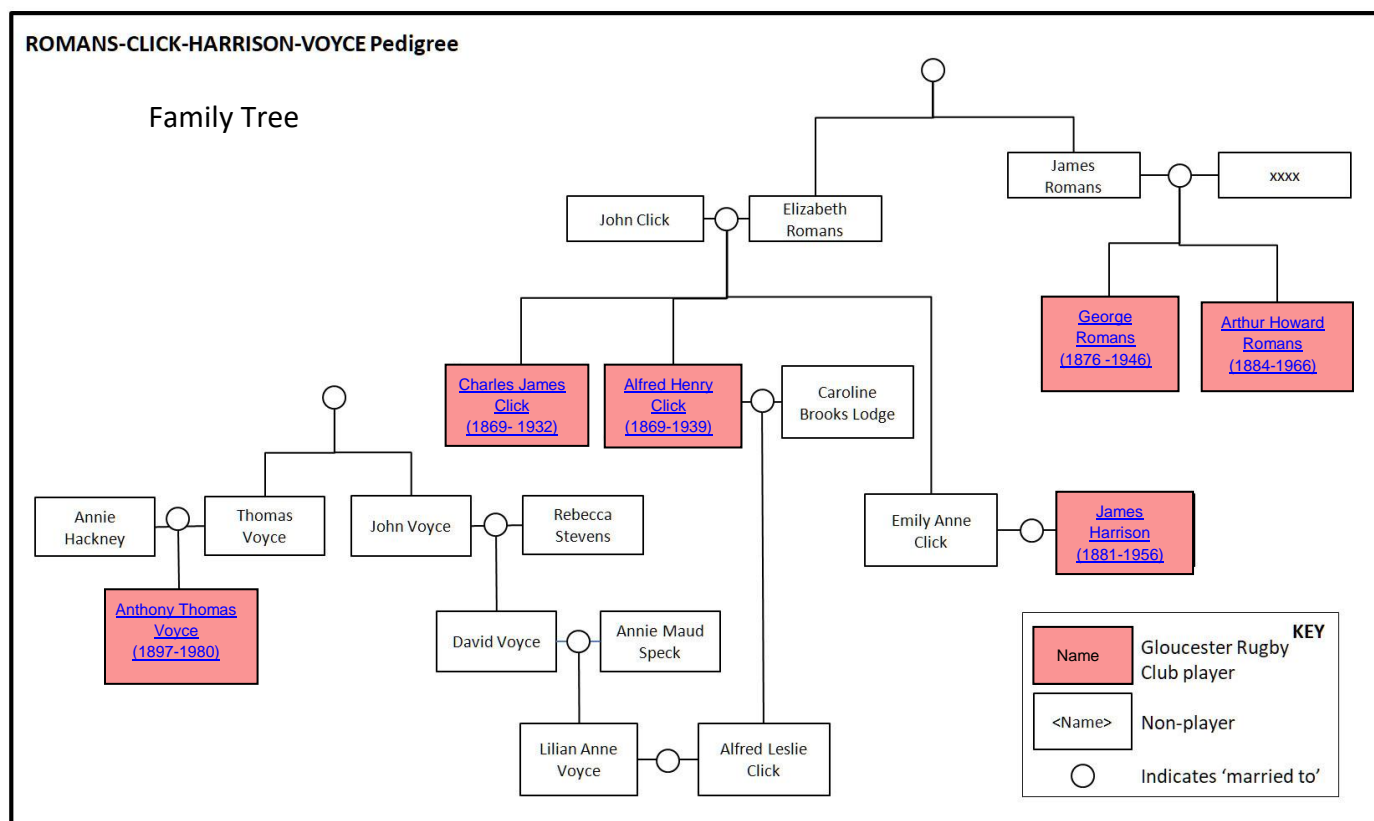 ROMANS-CLICK-HARRISON-VOYCE Pedigree
Family Tree
James
Romans
xxxx
John Click
Elizabeth
Romans
George
Romans
(1876 -1946)
Arthur Howard
Romans
(1884-1966)
Charles James
Click
(1869- 1932)
Alfred Henry
Click
(1869-1939)
Caroline
Brooks Lodge
Annie
Hackney
Thomas
Voyce
John Voyce
Rebecca
Stevens
Emily Anne
Click
James
Harrison
(1881-1956)
Anthony Thomas
Voyce
(1897-1980)
David Voyce
Annie Maud
Speck
Lilian Anne
Voyce
Alfred Leslie
Click
KEY
Name
Gloucester Rugby
Club player
<Name>
Non-player
Indicates ‘married to’